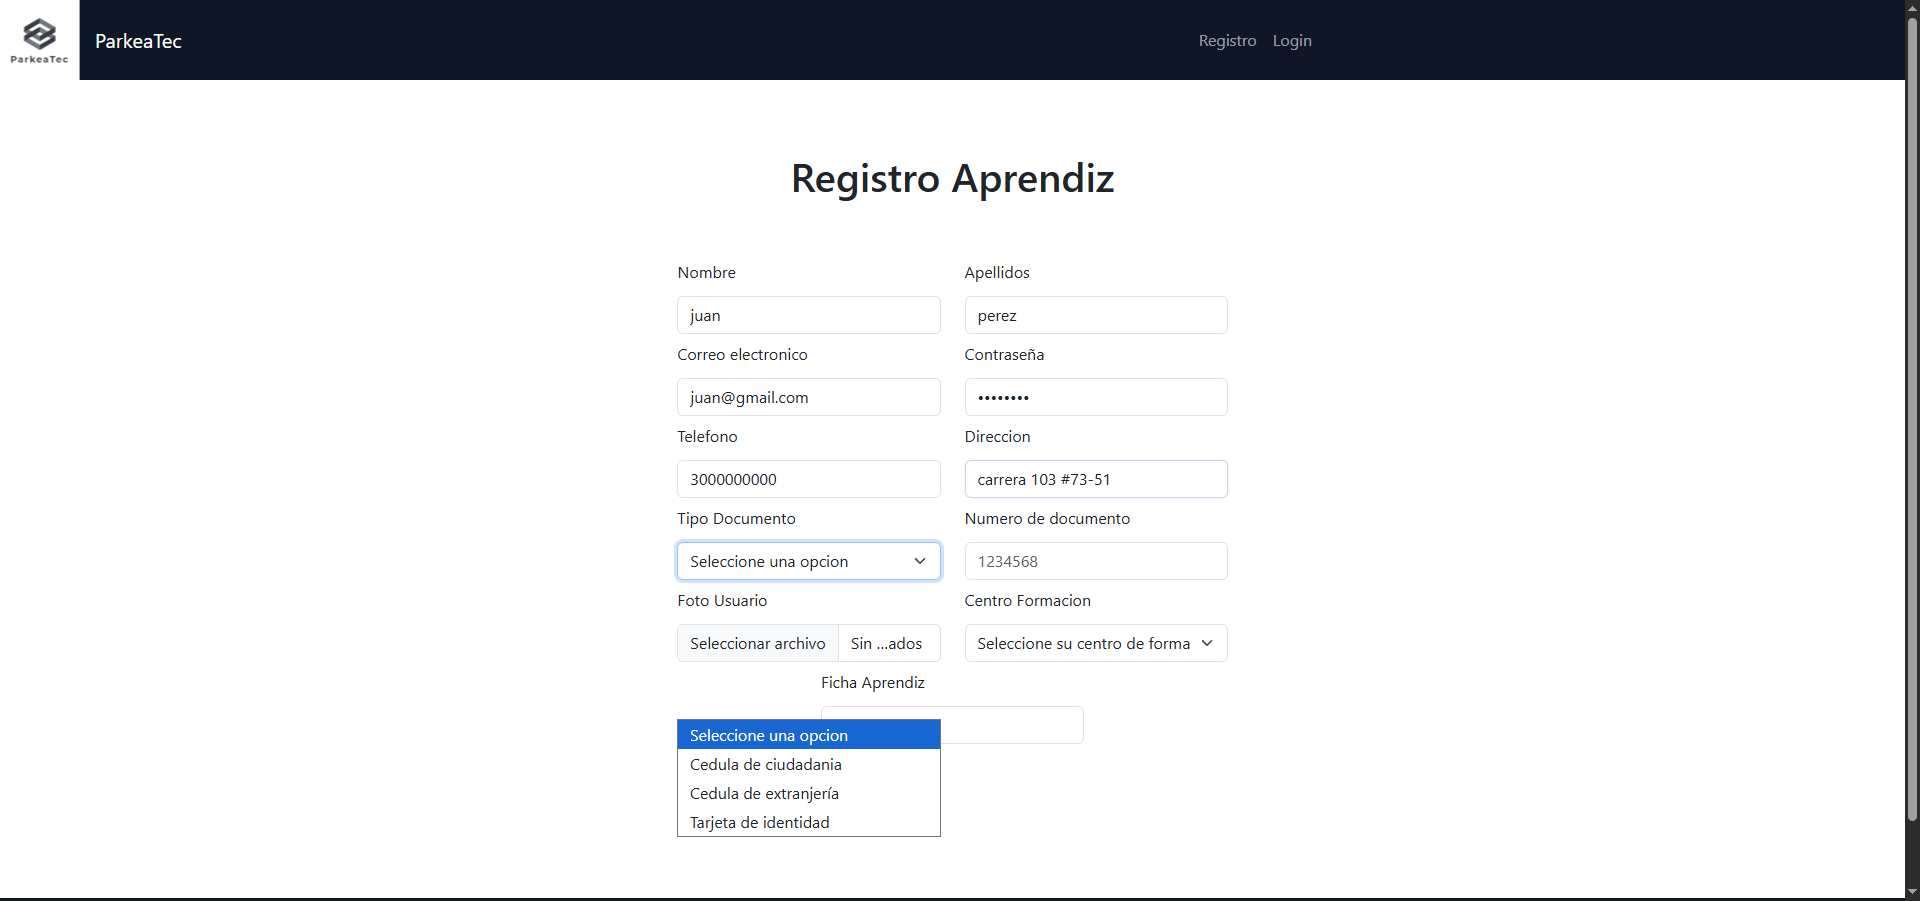 ParkeaTec
ParkeaTec
Registro Login
Registro Aprendiz
Nombre
Apellidos
juan
perez
Correo electronico
Contraseña
juan@gmail.com
••••••••
Telefono
Direccion
3000000000
carrera 103 #73-51
Tipo Documento
Numero de documento
Seleccione una opcion
1234568
Foto Usuario
Centro Formacion
Seleccionar archivo Sin ...ados
Seleccione su centro de forma
Ficha Aprendiz
Seleccione una opcion
Cedula de ciudadania
Cedula de extranjería
Tarjeta de identidad